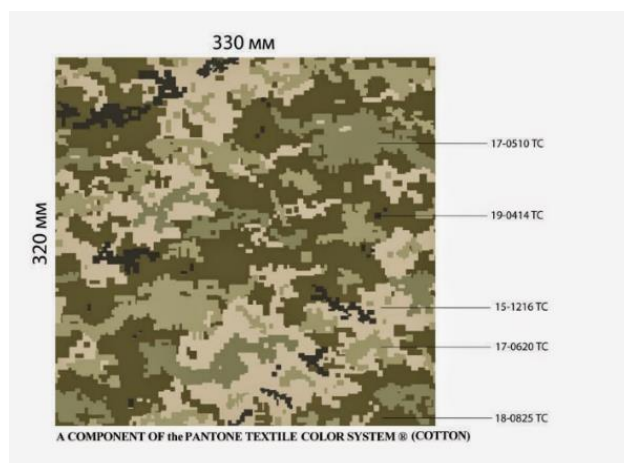 330 мм
320 мм
17-0510 TC
19-0414 TC
15-1216 TC
17-0620 TC
18-0825 TC
A COMPONENT OF the PANTONE TEXTILE COLOR SYSTEM ® (COTTON)